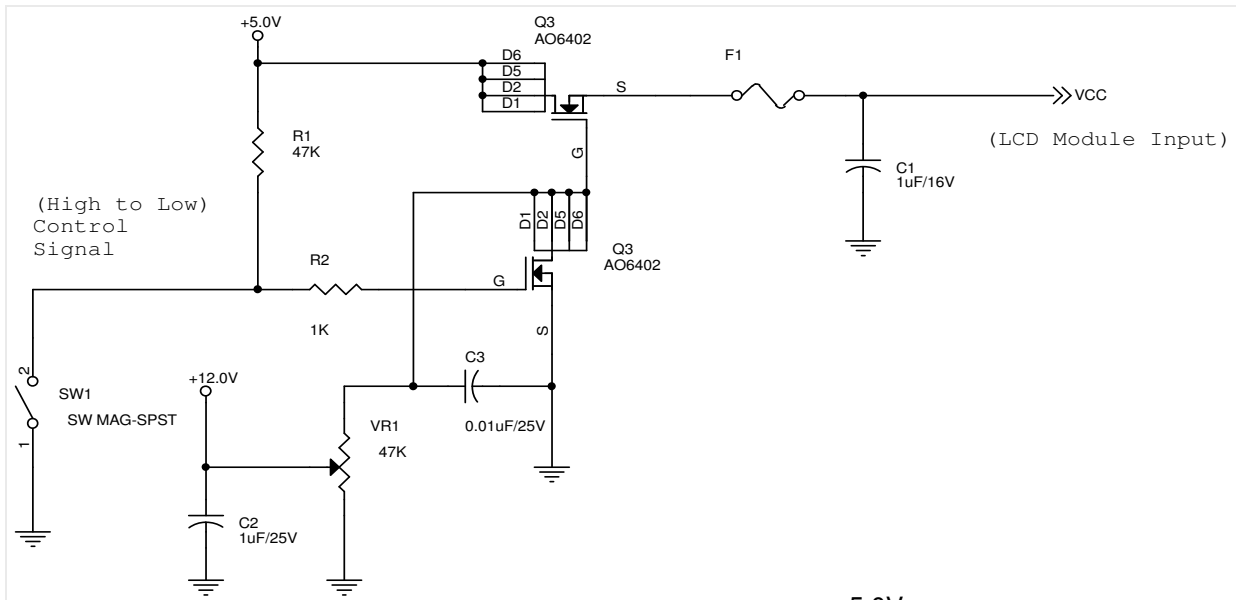 +5.0V
Q3
AO6402
D6
D5
D2
D1
S
F1
VCC
(LCD Module Input)
R1
47K
G
C1
1uF/16V
(High to Low)
Control
Signal
D1
D2
D5
D6
Q3
AO6402
R2
G
1K
S
C3
0.01uF/25V
2
SW1
SW MAG-SPST
1
+12.0V
VR1
47K
C2
1uF/25V